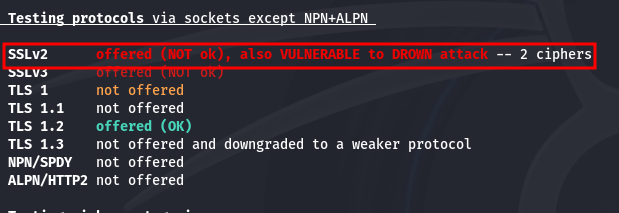 Testing protocols via sockets except NPN+ALPN
SSLv2 offered (NOT ok), also VULNERABLE to DROWN attack -- 2 ciphers
SSLv3 offered (NOT ok)
TLS 1 not offered
TLS 1.1 not offered
TLS 1.2 offered (OK)
TLS 1.3 not offered and downgraded to a weaker protocol
NPN/SPDY not offered
ALPN/HTTP2 not offered